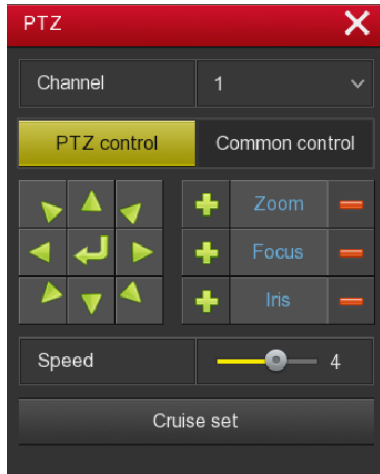 PTZ
Channel 1
PTZ control Common control
Zoom
Focus
Iris
Speed 4
Cruise set